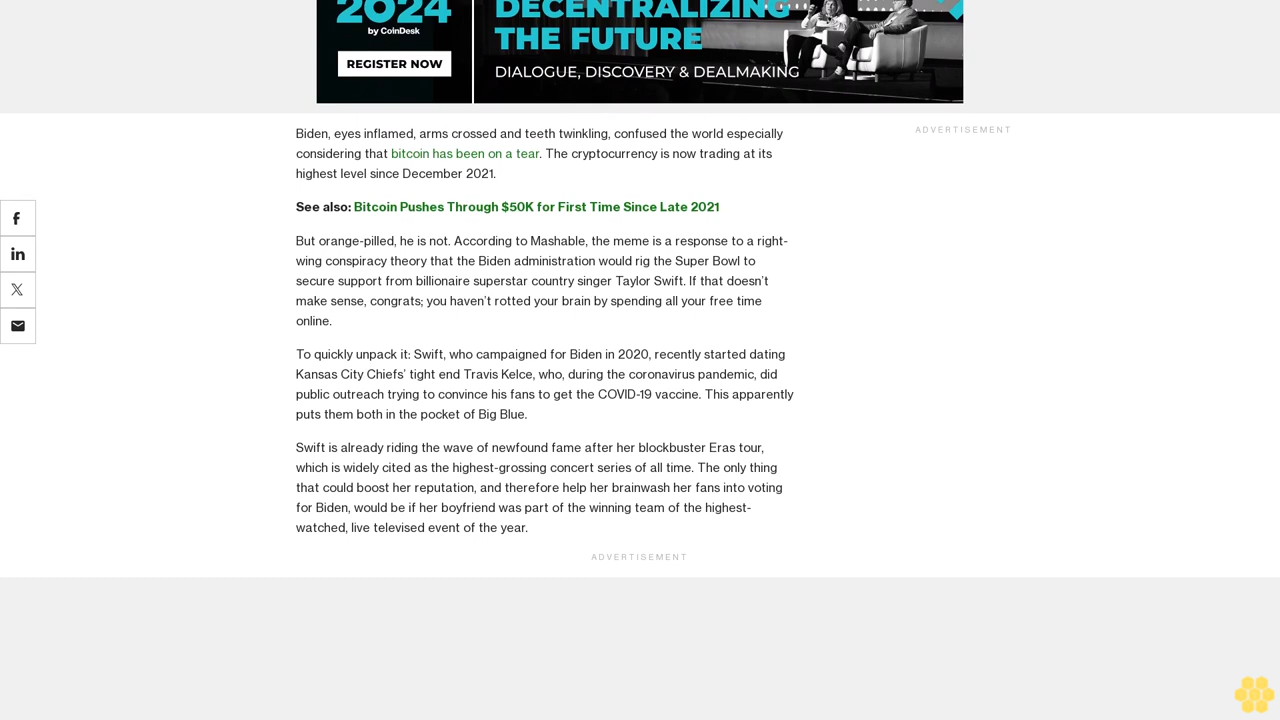 2024
by CoinDesk
REGISTER NOW
DECENTRALIZING
THE FUTURE
DIALOGUE, DISCOVERY & DEALMAKING
ADVERTISEMENT
Biden, eyes inflamed, arms crossed and teeth twinkling, confused the world especially
considering that bitcoin has been on a tear. The cryptocurrency is now trading at its
highest level since December 2021.
See also: Bitcoin Pushes Through $50K for First Time Since Late 2021
But orange-pilled, he is not. According to Mashable, the meme is a response to a right-
wing conspiracy theory that the Biden administration would rig the Super Bowl to
secure support from billionaire superstar country singer Taylor Swift. If that doesn’t
make sense, congrats; you haven’t rotted your brain by spending all your free time
online.
To quickly unpack it: Swift, who campaigned for Biden in 2020, recently started dating
Kansas City Chiefs’ tight end Travis Kelce, who, during the coronavirus pandemic, did
public outreach trying to convince his fans to get the COVID-19 vaccine. This apparently
puts them both in the pocket of Big Blue.
Swift is already riding the wave of newfound fame after her blockbuster Eras tour,
which is widely cited as the highest-grossing concert series of all time. The only thing
that could boost her reputation, and therefore help her brainwash her fans into voting
for Biden, would be if her boyfriend was part of the winning team of the highest-
watched, live televised event of the year.
ADVERTISEMENT